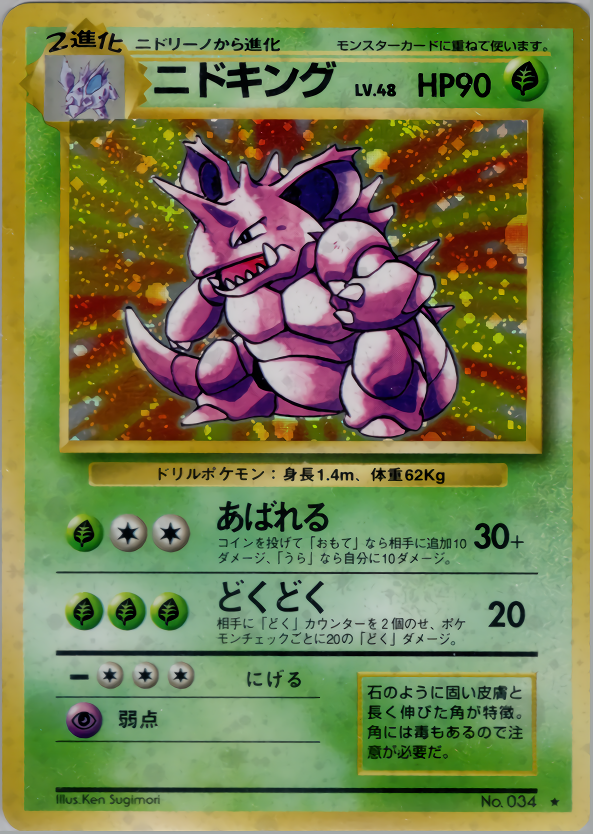 2進化 ニドリーノから進化 モンスターカードに重ねて使います。
ニドキング LV.48 HP90
ドリルポケモン：身長1.4m、体重62Kg
あばれる 30+
コインを投げて「おもて」なら相手に追加10
ダメージ、「うら」なら自分に10ダメージ。
どくどく 20
相手に「どく」カウンターを2個のせ、ポケ
モンチェックごとに20の「どく」ダメージ。
ー にげる
弱点
石のように固い皮膚と
長く伸びた角が特徴。
角には毒もあるので注
意が必要だ。
Illus.Ken Sugimori No. 034 ★